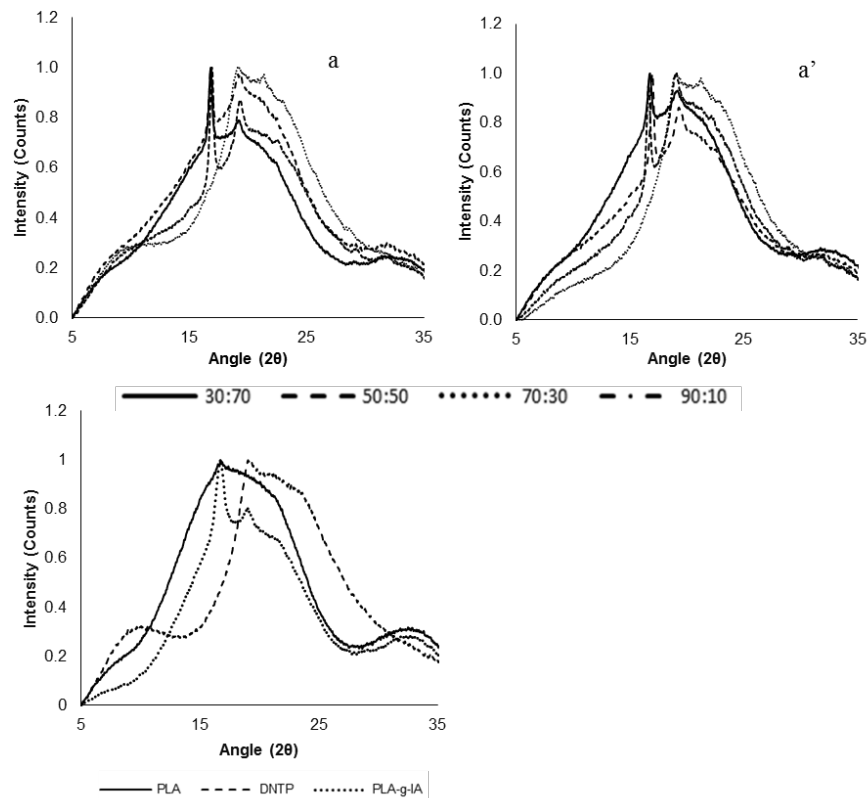 a
Intensity (Counts)
1.2
1.0
0.8
0.6
0.4
0.2
0.0
5 15 25 35
Angle (2θ)
a’
Intensity (Counts)
1.2
1.0
0.8
0.6
0.4
0.2
0.0
5 15 25 35
Angle (2θ)
30:70 50:50 70:30 90:10
Intensity (Counts)
1.2
1
0.8
0.6
0.4
0.2
0
5 15 25 35
Angle (2θ)
PLA DNTP PLA-g-IA